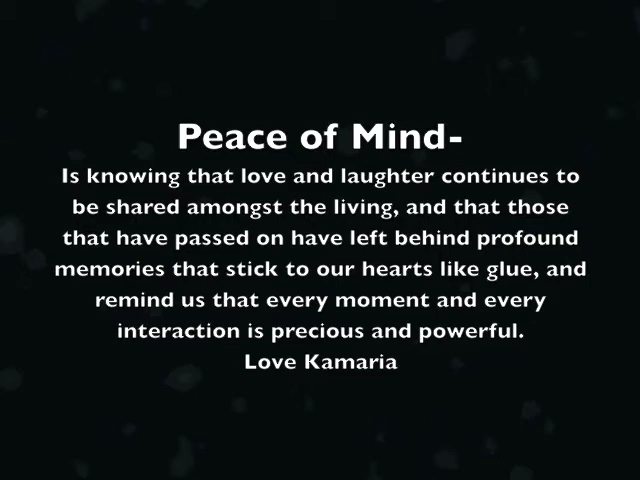 Peace of Mind-
Is knowing that love and laughter continues to
be shared amongst the living, and that those
that have passed on have left behind profound
memories that stick to our hearts like glue, and
remind us that every moment and every
interaction is precious and powerful.
Love Kamaria